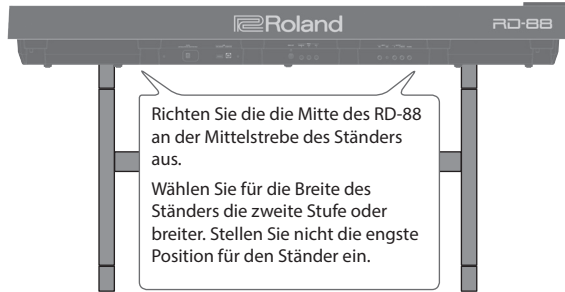 Roland
RD-88
Richten Sie die die Mitte des RD-88
an der Mittelstrebe des Ständers
aus.
Wählen Sie für die Breite des
Ständers die zweite Stufe oder
breiter. Stellen Sie nicht die engste
Position für den Ständer ein.